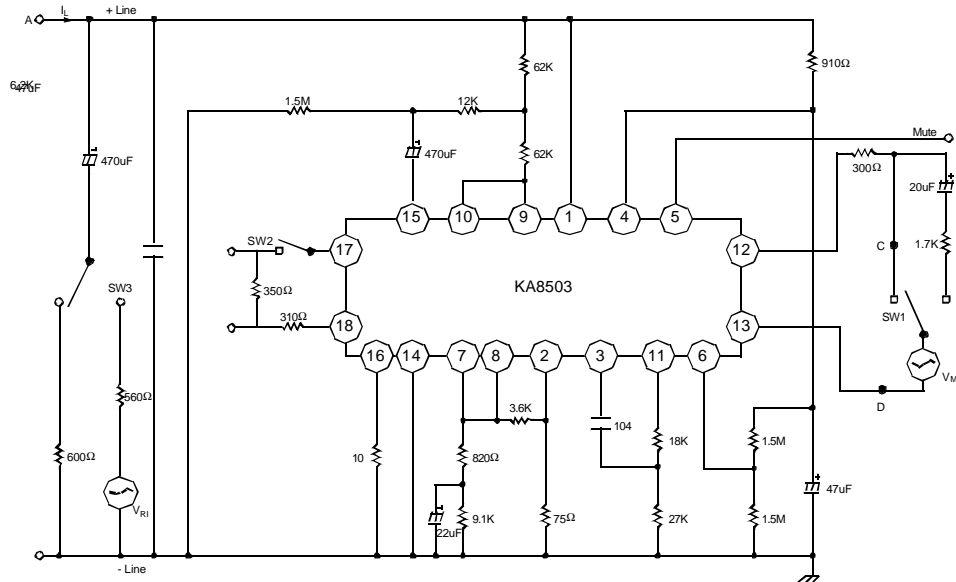 A
I_L
+ Line
62K
910Ω
1.5M
12K
Mute
470uF
470uF
62K
300Ω
20uF
15
10
9
1
4
5
SW2
17
12
C
1.7K
350Ω
KA8503
SW3
310Ω
18
13
SW1
16
14
7
8
2
3
11
6
V_M
D
560Ω
3.6K
104
600Ω
10
820Ω
18K
1.5M
V_RI
22uF
9.1K
75Ω
27K
1.5M
47uF
- Line